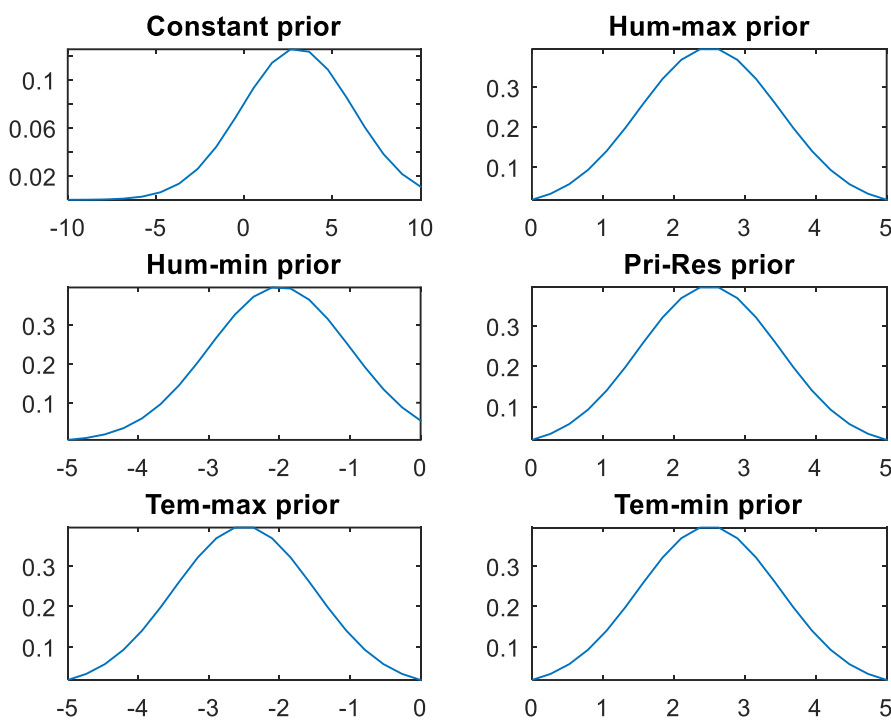 Constant prior
0.1
0.06
0.02
-10 -5 0 5 10
Hum-max prior
0.3
0.2
0.1
0 1 2 3 4 5
Hum-min prior
0.3
0.2
0.1
-5 -4 -3 -2 -1 0
Pri-Res prior
0.3
0.2
0.1
0 1 2 3 4 5
Tem-max prior
0.3
0.2
0.1
-5 -4 -3 -2 -1 0
Tem-min prior
0.3
0.2
0.1
0 1 2 3 4 5